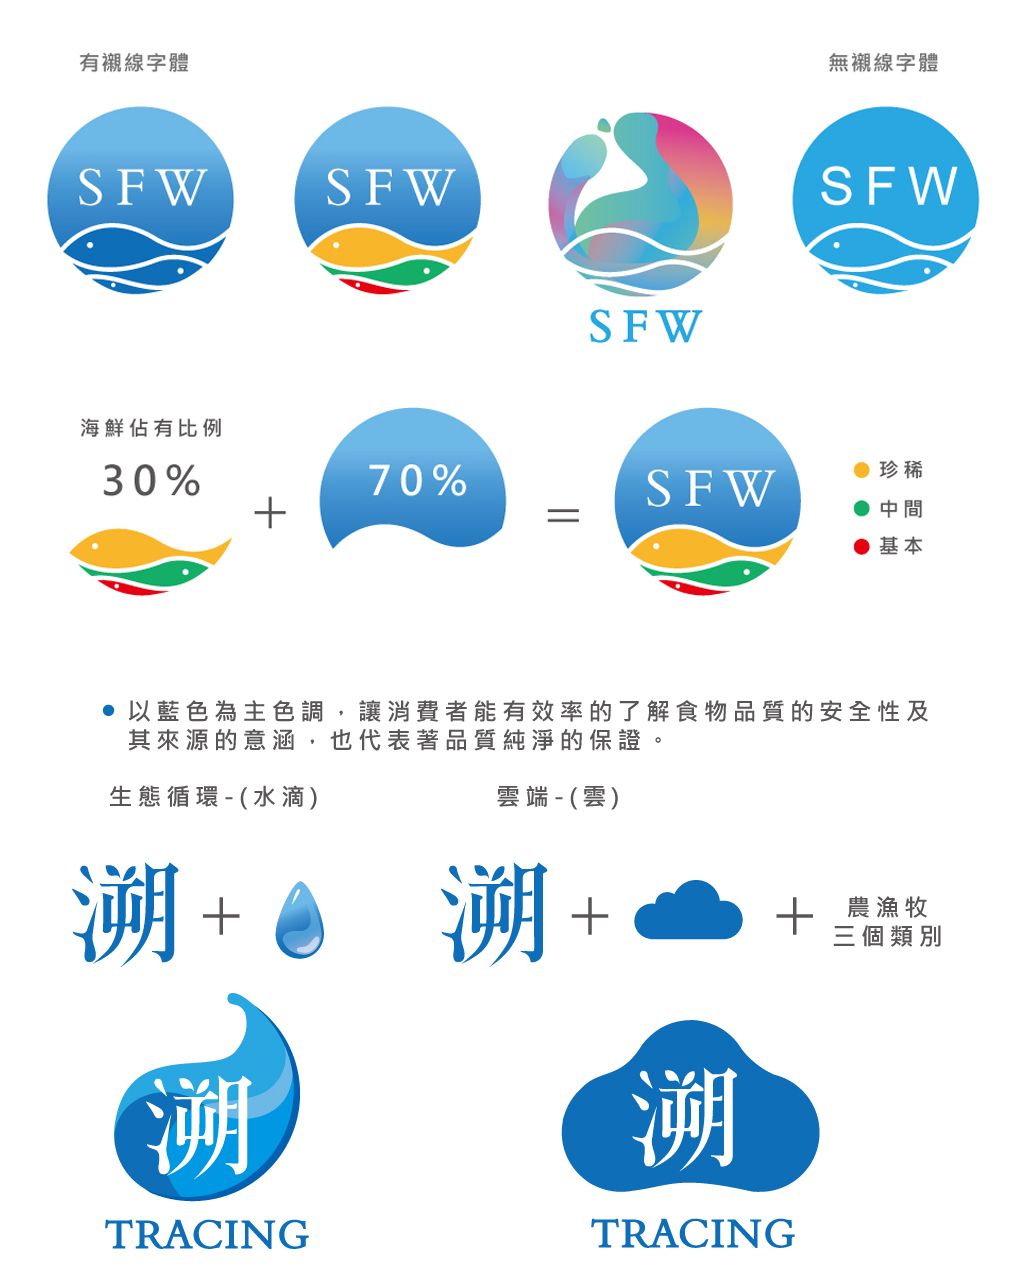 有襯線字體
無襯線字體
SFW
SFW
SFW
SFW
海鮮佔有比例
30%
+
70%
=
SFW
珍稀
中間
基本
以藍色為主色調，讓消費者能有效率的了解食物品質的安全性及
其來源的意涵，也代表著品質純淨的保證。
生態循環-(水滴)
雲端-(雲)
溯
+
溯
+
+
農漁牧
三個類別
溯
TRACING
溯
TRACING